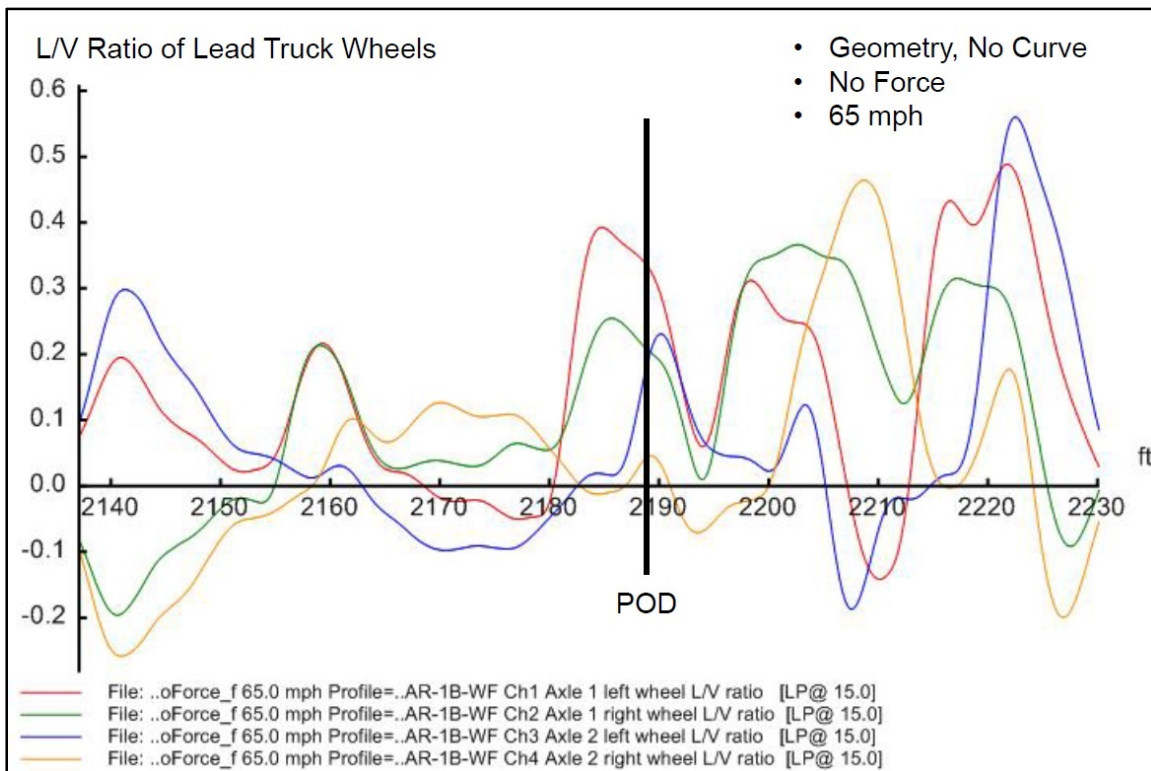 L/V Ratio of Lead Truck Wheels
• Geometry, No Curve
• No Force
• 65 mph
0.6
0.5
0.4
0.3
0.2
0.1
0.0
-0.1
-0.2
2140 2150 2160 2170 2180 2190 2200 2210 2220 2230
ft
POD
File: ..oForce_f 65.0 mph Profile=..AR-1B-WF Ch1 Axle 1 left wheel L/V ratio [LP@ 15.0]
File: ..oForce_f 65.0 mph Profile=..AR-1B-WF Ch2 Axle 1 right wheel L/V ratio [LP@ 15.0]
File: ..oForce_f 65.0 mph Profile=..AR-1B-WF Ch3 Axle 2 left wheel L/V ratio [LP@ 15.0]
File: ..oForce_f 65.0 mph Profile=..AR-1B-WF Ch4 Axle 2 right wheel L/V ratio [LP@ 15.0]